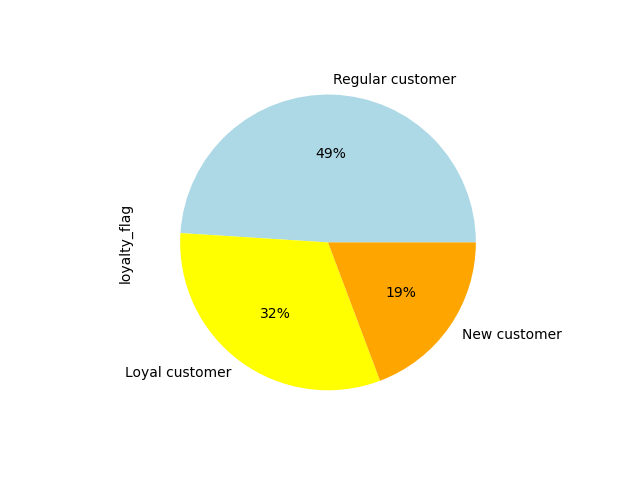 Regular customer
49%
loyalty_flag
32%
19%
New customer
Loyal customer